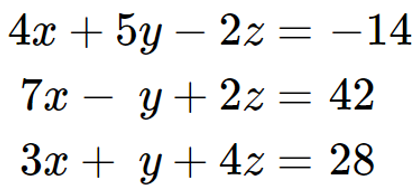 4x + 5y − 2z = −14
7x − y + 2z = 42
3x + y + 4z = 28